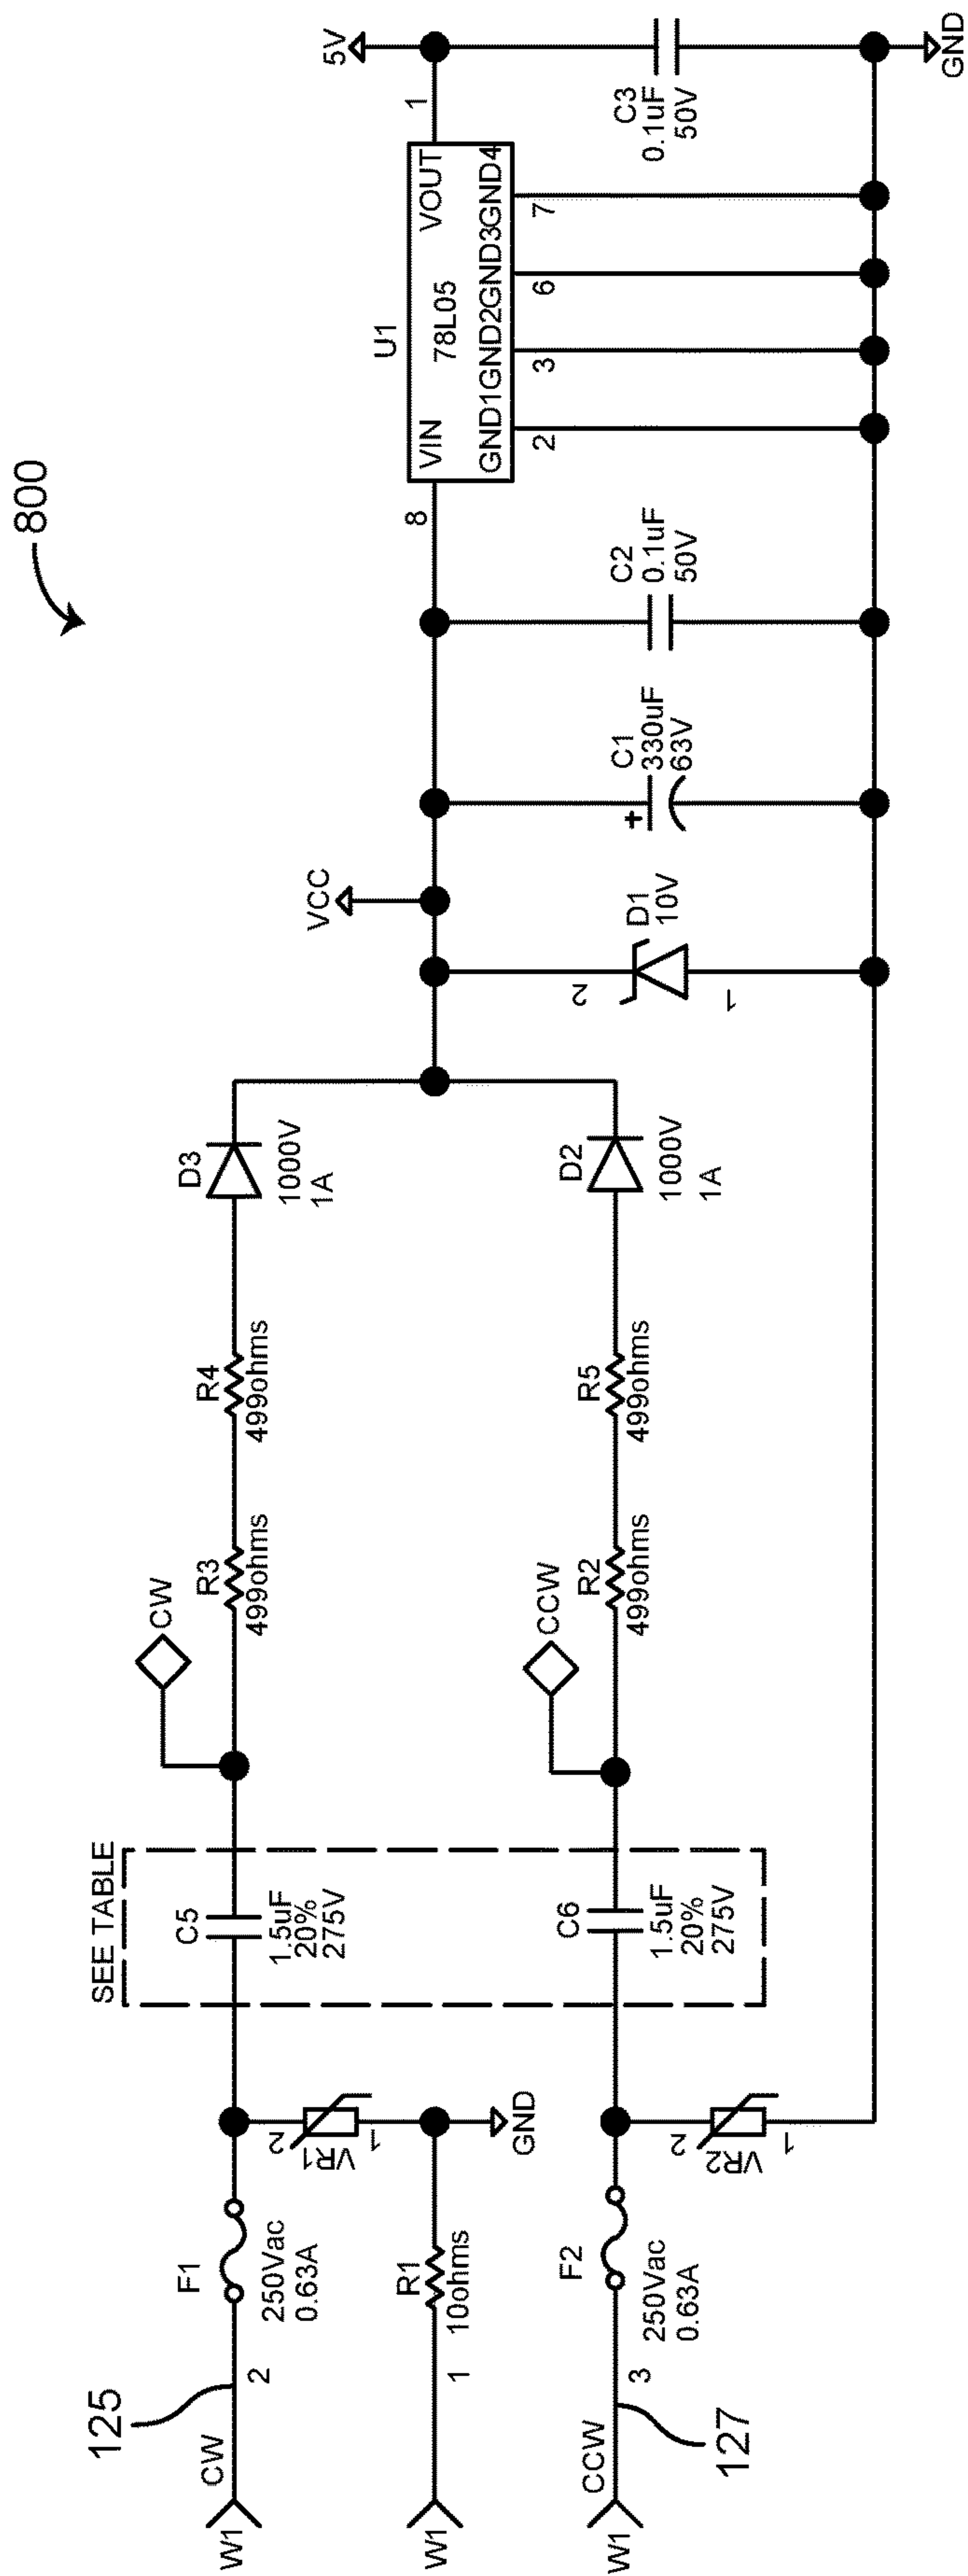 800
SEE TABLE
125
CW
W1
2
F1
250Vac
0.63A
2
VR1
1
C5
1.5uF
20%
275V
CW
R3
499ohms
R4
499ohms
D3
1000V
1A
W1
1
R1
10ohms
GND
127
CCW
W1
3
F2
250Vac
0.63A
2
VR2
1
C6
1.5uF
20%
275V
CCW
R2
499ohms
R5
499ohms
D2
1000V
1A
VCC
2
D1
10V
1
C1
330uF
63V
+
C2
0.1uF
50V
8
U1
VIN
VOUT
78L05
GND1GND2GND3GND4
2
3
6
7
1
5V
C3
0.1uF
50V
GND